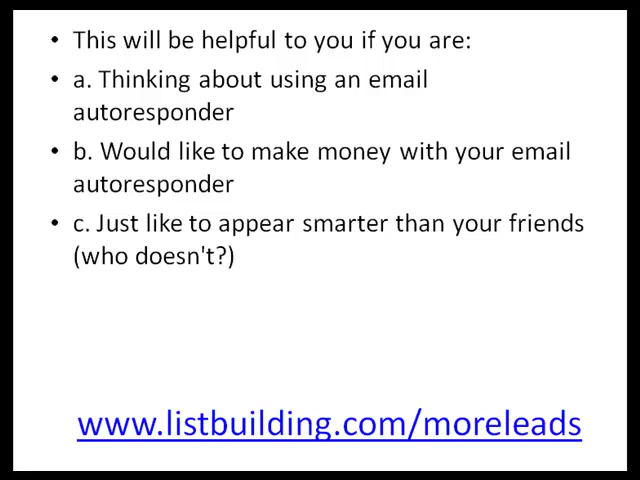 • This will be helpful to you if you are:
• a. Thinking about using an email
autoresponder
• b. Would like to make money with your email
autoresponder
• c. Just like to appear smarter than your friends
(who doesn't?)
www.listbuilding.com/moreleads